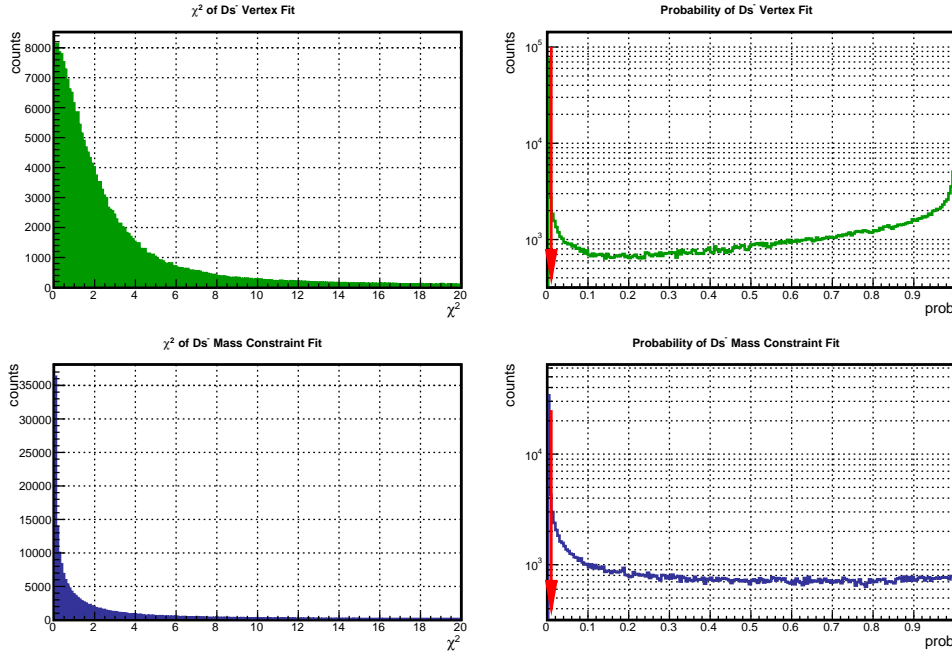 χ² of Ds⁻ Vertex Fit
counts
8000
7000
6000
5000
4000
3000
2000
1000
0
0 2 4 6 8 10 12 14 16 18 20
χ²
Probability of Ds⁻ Vertex Fit
counts
10⁵
10⁴
10³
0 0.1 0.2 0.3 0.4 0.5 0.6 0.7 0.8 0.9
prob
χ² of Ds⁻ Mass Constraint Fit
counts
35000
30000
25000
20000
15000
10000
5000
0
0 2 4 6 8 10 12 14 16 18 20
χ²
Probability of Ds⁻ Mass Constraint Fit
counts
10⁴
10³
0 0.1 0.2 0.3 0.4 0.5 0.6 0.7 0.8 0.9
prob